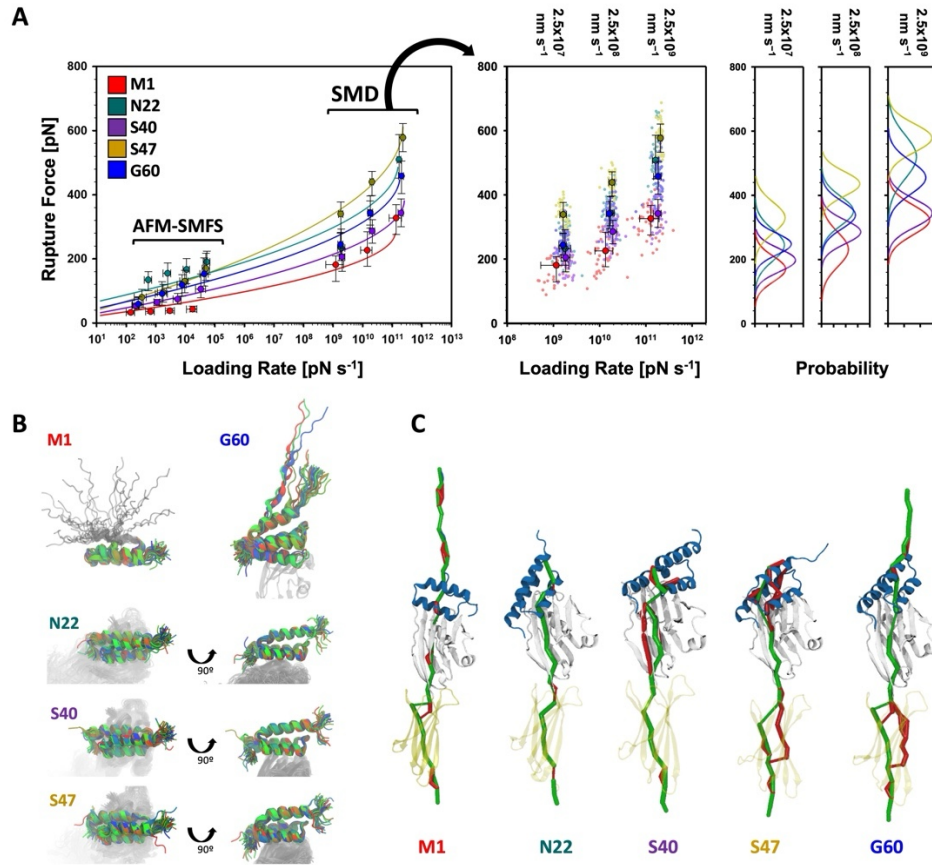 A
Rupture Force [pN]
800
600
400
200
0
M1
N22
S40
S47
G60
AFM-SMFS
SMD
10¹ 10² 10³ 10⁴ 10⁵ 10⁶ 10⁷ 10⁸ 10⁹ 10¹⁰ 10¹¹ 10¹² 10¹³
Loading Rate [pN s⁻¹]
2.5x10⁷ nm s⁻¹
2.5x10⁸ nm s⁻¹
2.5x10⁹ nm s⁻¹
800
600
400
200
0
10⁸ 10⁹ 10¹⁰ 10¹¹ 10¹²
Loading Rate [pN s⁻¹]
2.5x10⁷ nm s⁻¹
2.5x10⁸ nm s⁻¹
2.5x10⁹ nm s⁻¹
800
600
400
200
0
Probability
B
M1
G60
N22
90º
S40
90º
S47
90º
C
M1
N22
S40
S47
G60